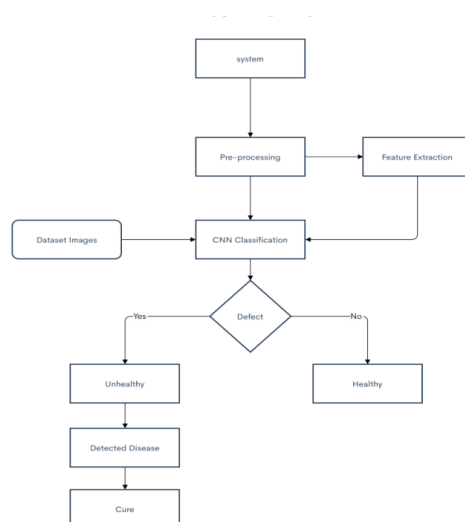 system
Pre-processing
Feature Extraction
Dataset Images
CNN Classification
Defect
Yes
No
Unhealthy
Healthy
Detected Disease
Cure